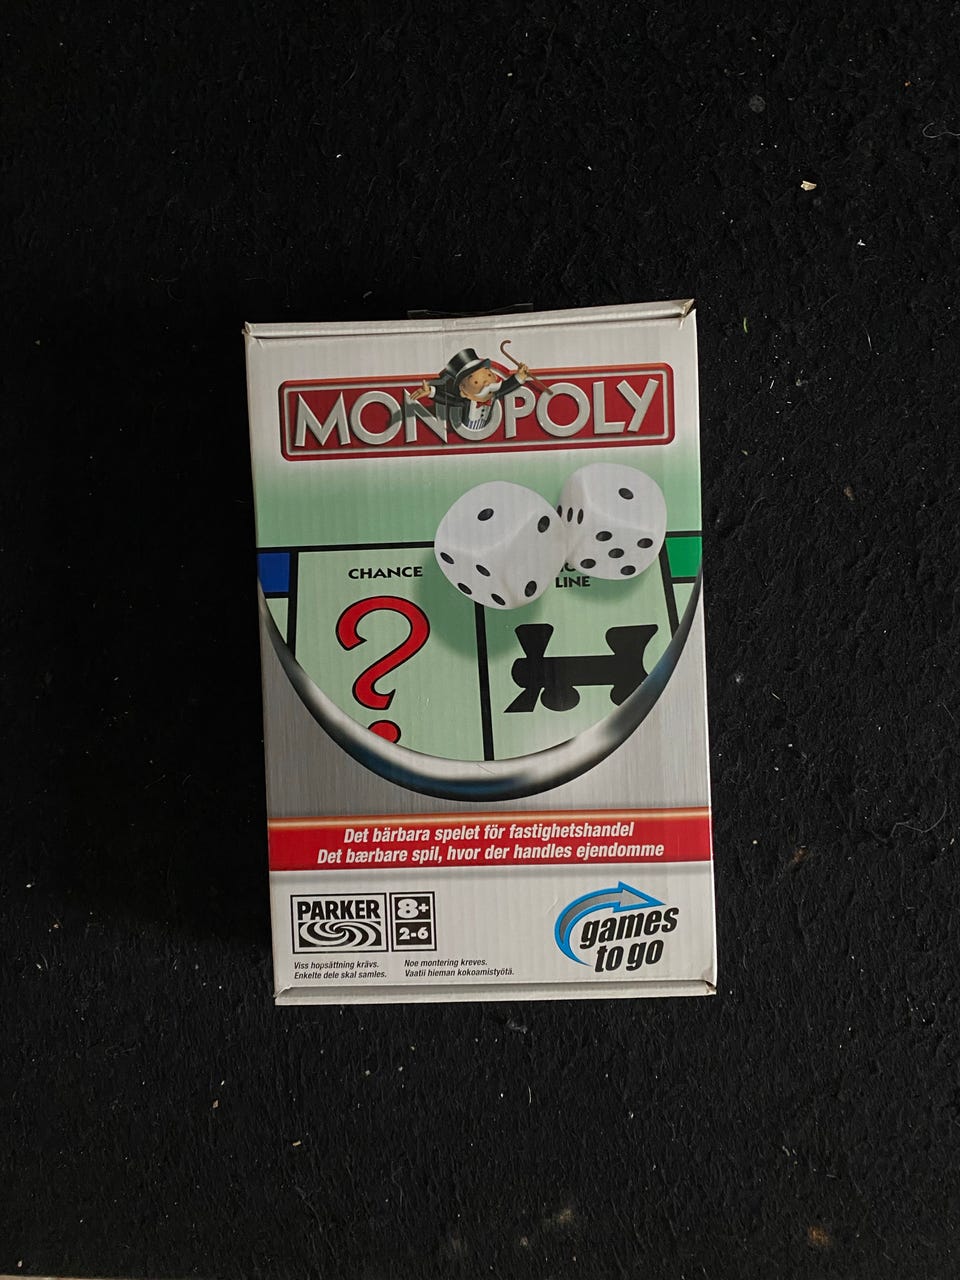 MONOPOLY
CHANCE
LINE
Det bärbara spelet för fastighetshandel
Det bærbare spil, hvor der handles ejendomme
PARKER
8+
2-6
games
to go
Viss hopsättning krävs.
Enkelte dele skal samles.
Noe montering kreves.
Vaatii hieman kokoamistyötä.